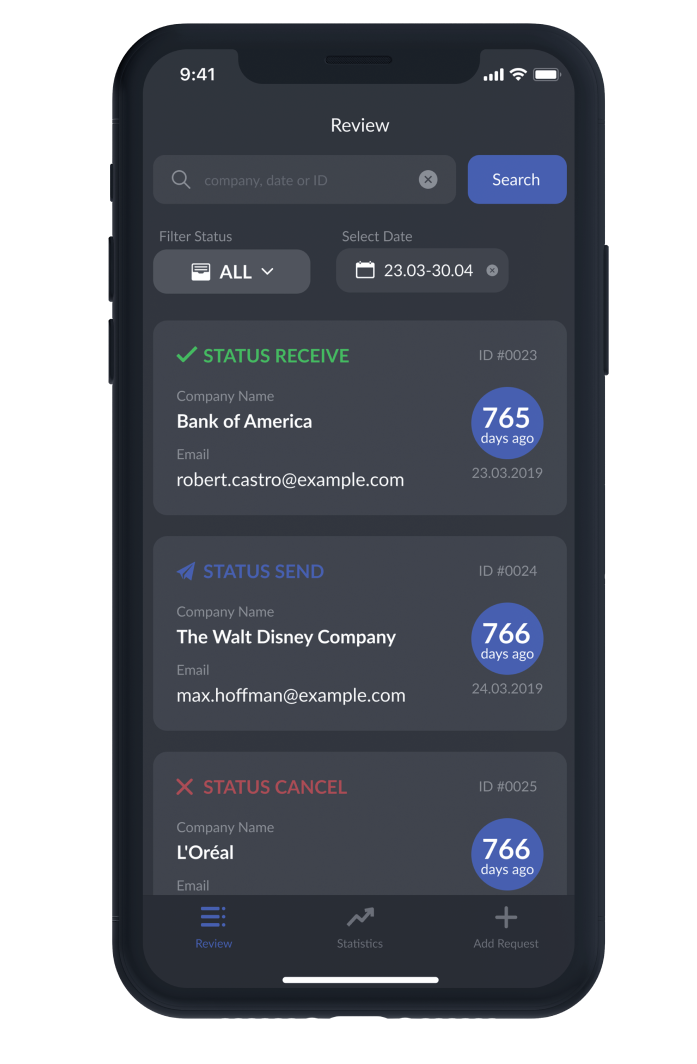 9:41
Review
company, date or ID
Search
Filter Status
Select Date
ALL
23.03-30.04
STATUS RECEIVE
ID #0023
Company Name
Bank of America
765
days ago
Email
robert.castro@example.com
23.03.2019
STATUS SEND
ID #0024
Company Name
The Walt Disney Company
766
days ago
Email
max.hoffman@example.com
24.03.2019
STATUS CANCEL
ID #0025
Company Name
L'Oréal
766
days ago
Email
Review
Statistics
Add Request